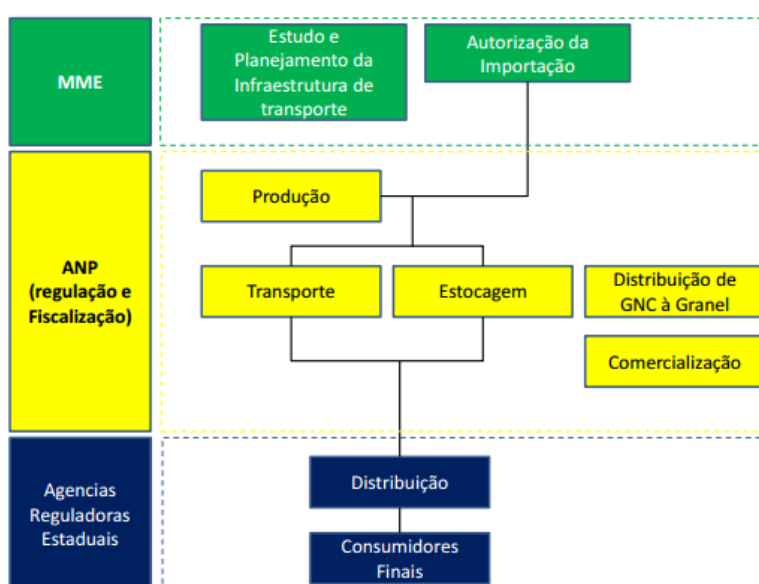 MME
Estudo e
Planejamento da
Infraestrutura de
transporte
Autorização da
Importação
ANP
(regulação e
Fiscalização)
Produção
Transporte
Estocagem
Distribuição de
GNC à Granel
Comercialização
Agencias
Reguladoras
Estaduais
Distribuição
Consumidores
Finais